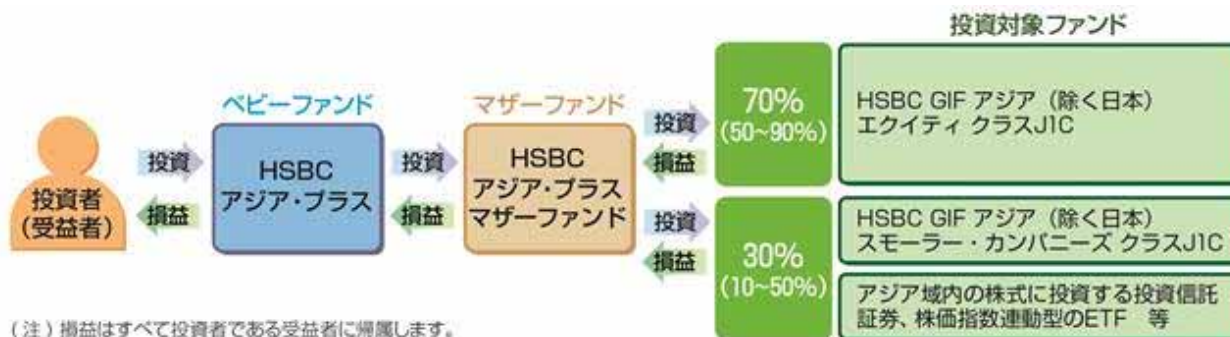 投資対象ファンド
ベビーファンド
マザーファンド
投資者
(受益者)
投資
損益
HSBC
アジア・プラス
投資
損益
HSBC
アジア・プラス
マザーファンド
投資
損益
70%
(50~90%)
HSBC GIF アジア（除く日本）
エクイティ クラスJ1C
投資
損益
30%
(10~50%)
HSBC GIF アジア（除く日本）
スモーラー・カンパニーズ クラスJ1C
アジア域内の株式に投資する投資信託
証券、株価指数連動型のETF 等
(注)損益はすべて投資者である受益者に帰属します。